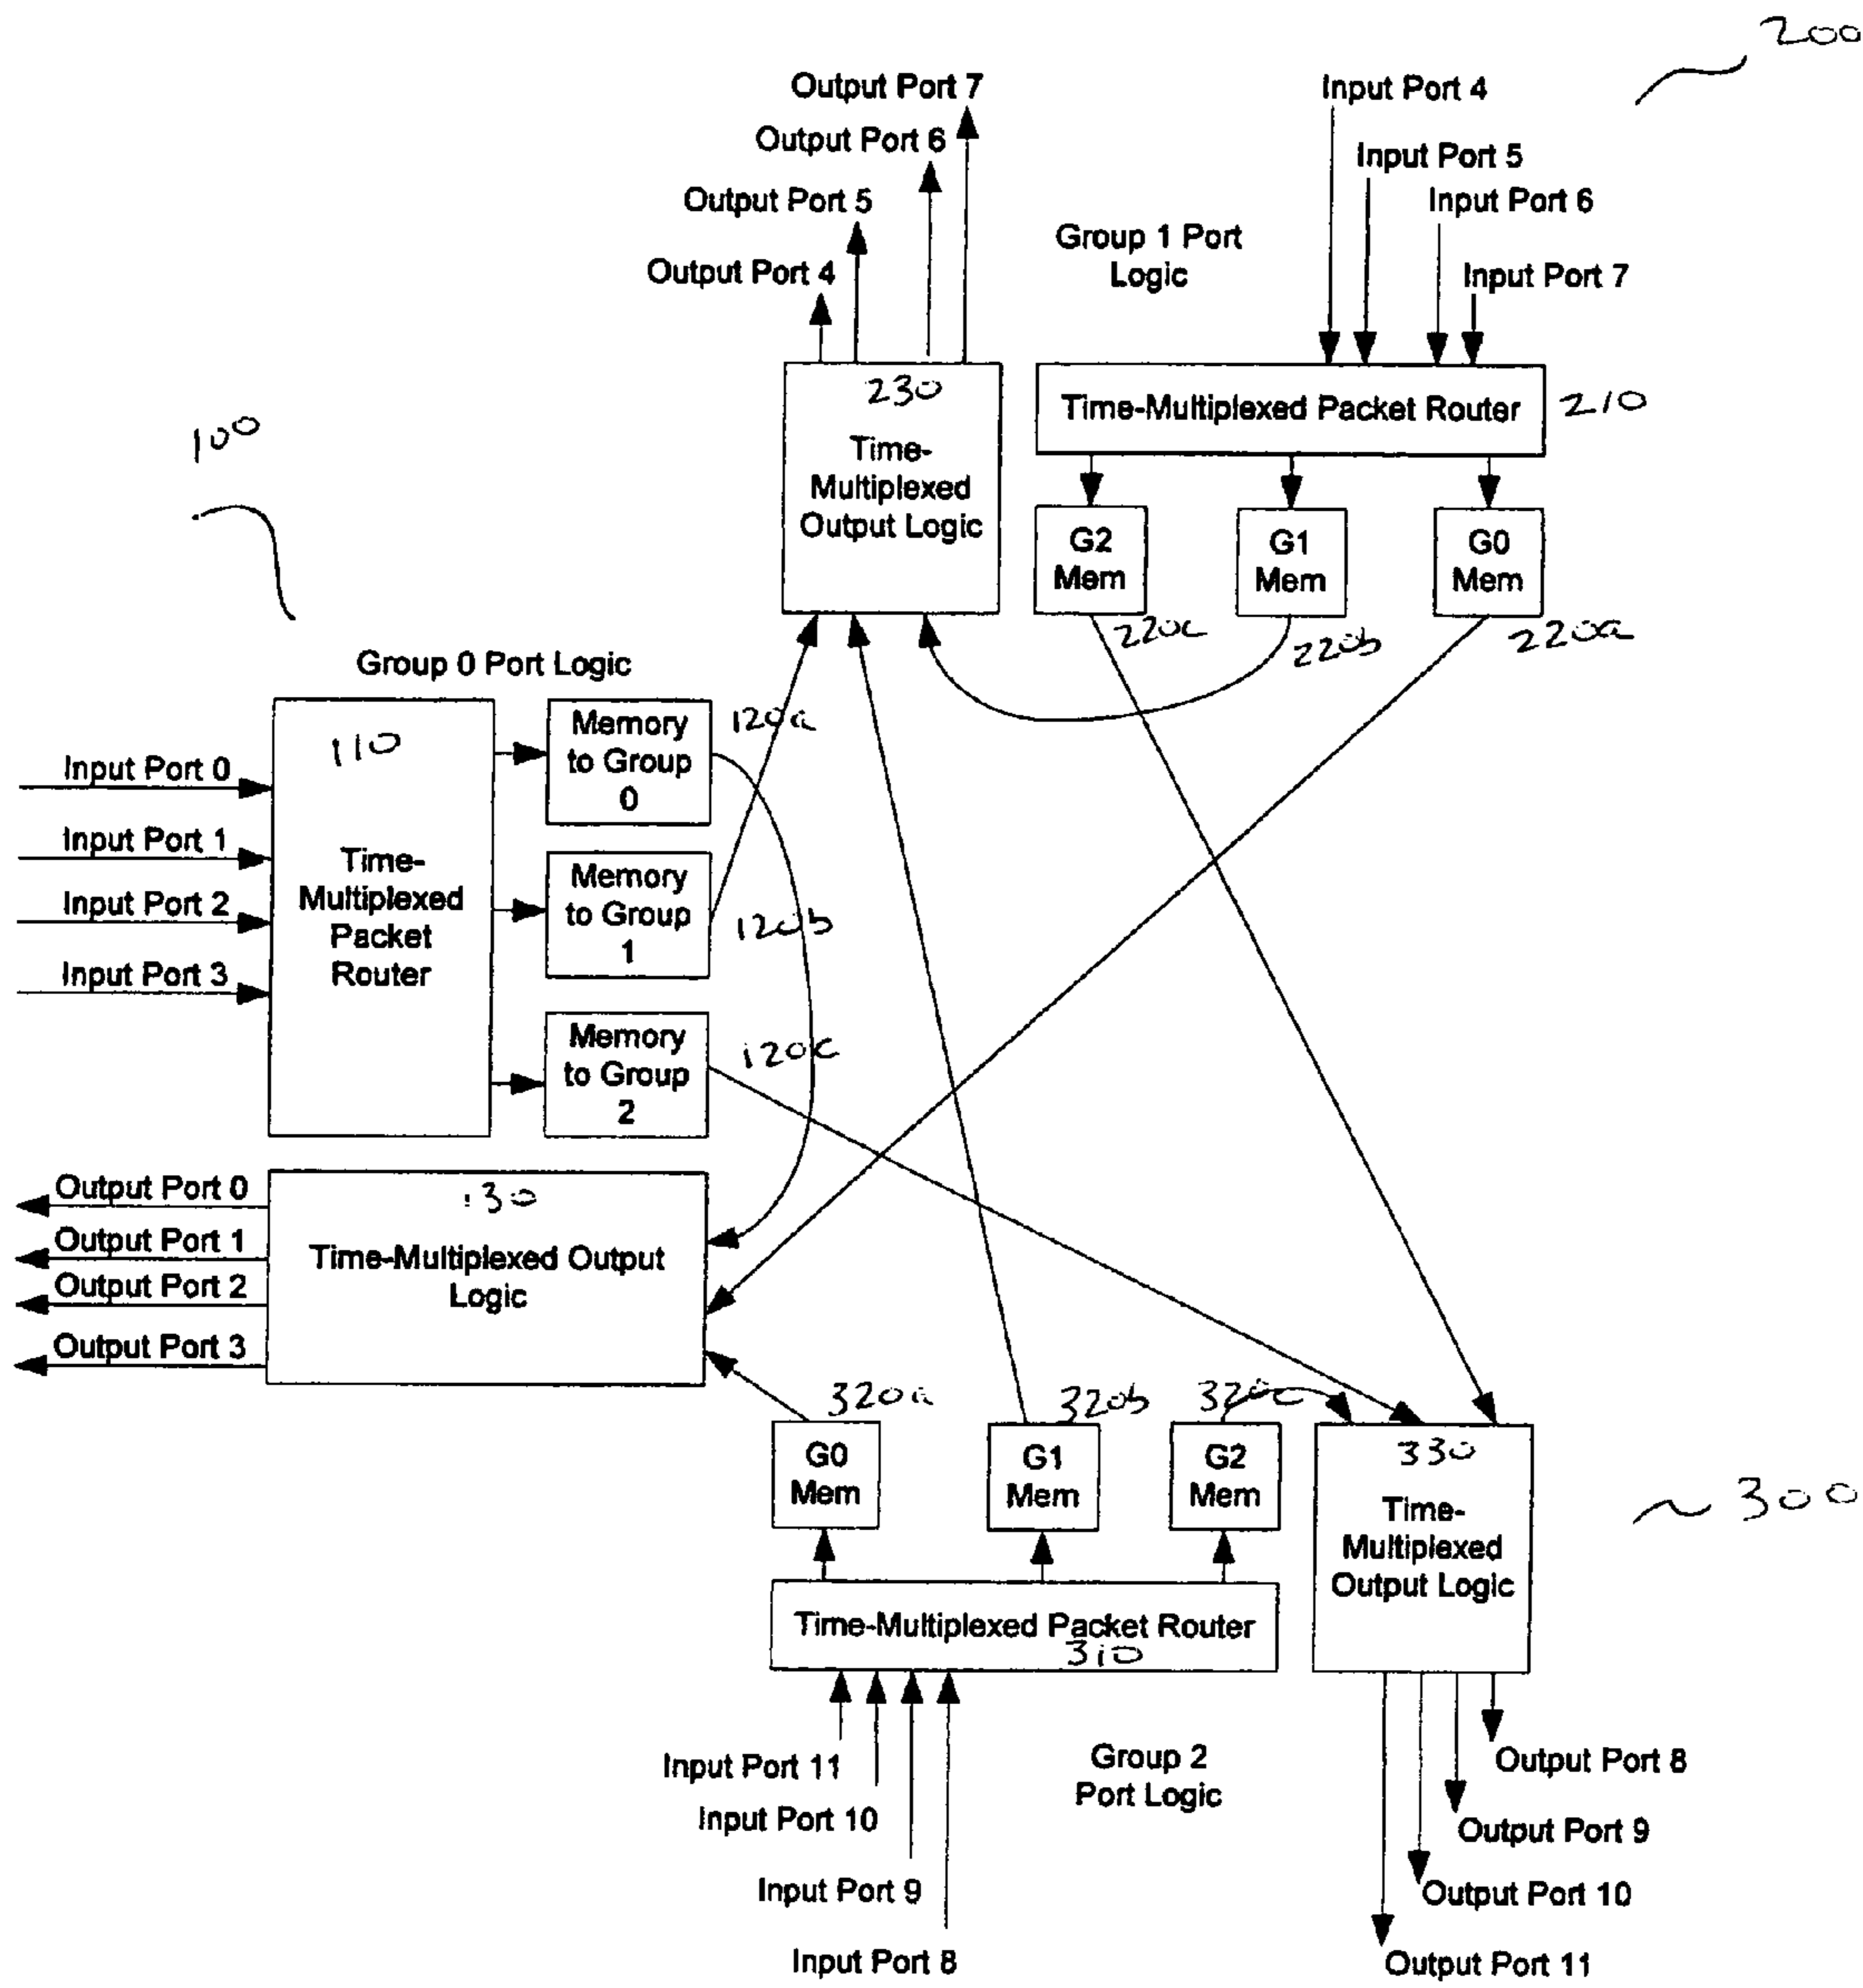 200
Output Port 7
Input Port 4
Output Port 6
Input Port 5
Output Port 5
Input Port 6
Group 1 Port
Logic
Output Port 4
Input Port 7
230
Time-
Multiplexed
Output Logic
Time-Multiplexed Packet Router
210
100
G2
Mem
G1
Mem
G0
Mem
220c
220b
220a
Group 0 Port Logic
110
Time-
Multiplexed
Packet
Router
Memory
to Group
0
120a
Input Port 0
Input Port 1
Input Port 2
Input Port 3
Memory
to Group
1
120b
Memory
to Group
2
120c
Output Port 0
Output Port 1
Output Port 2
Output Port 3
130
Time-Multiplexed Output
Logic
320a
320b
320c
G0
Mem
G1
Mem
G2
Mem
330
Time-
Multiplexed
Output Logic
300
Time-Multiplexed Packet Router
310
Input Port 11
Input Port 10
Input Port 9
Input Port 8
Group 2
Port Logic
Output Port 8
Output Port 9
Output Port 10
Output Port 11